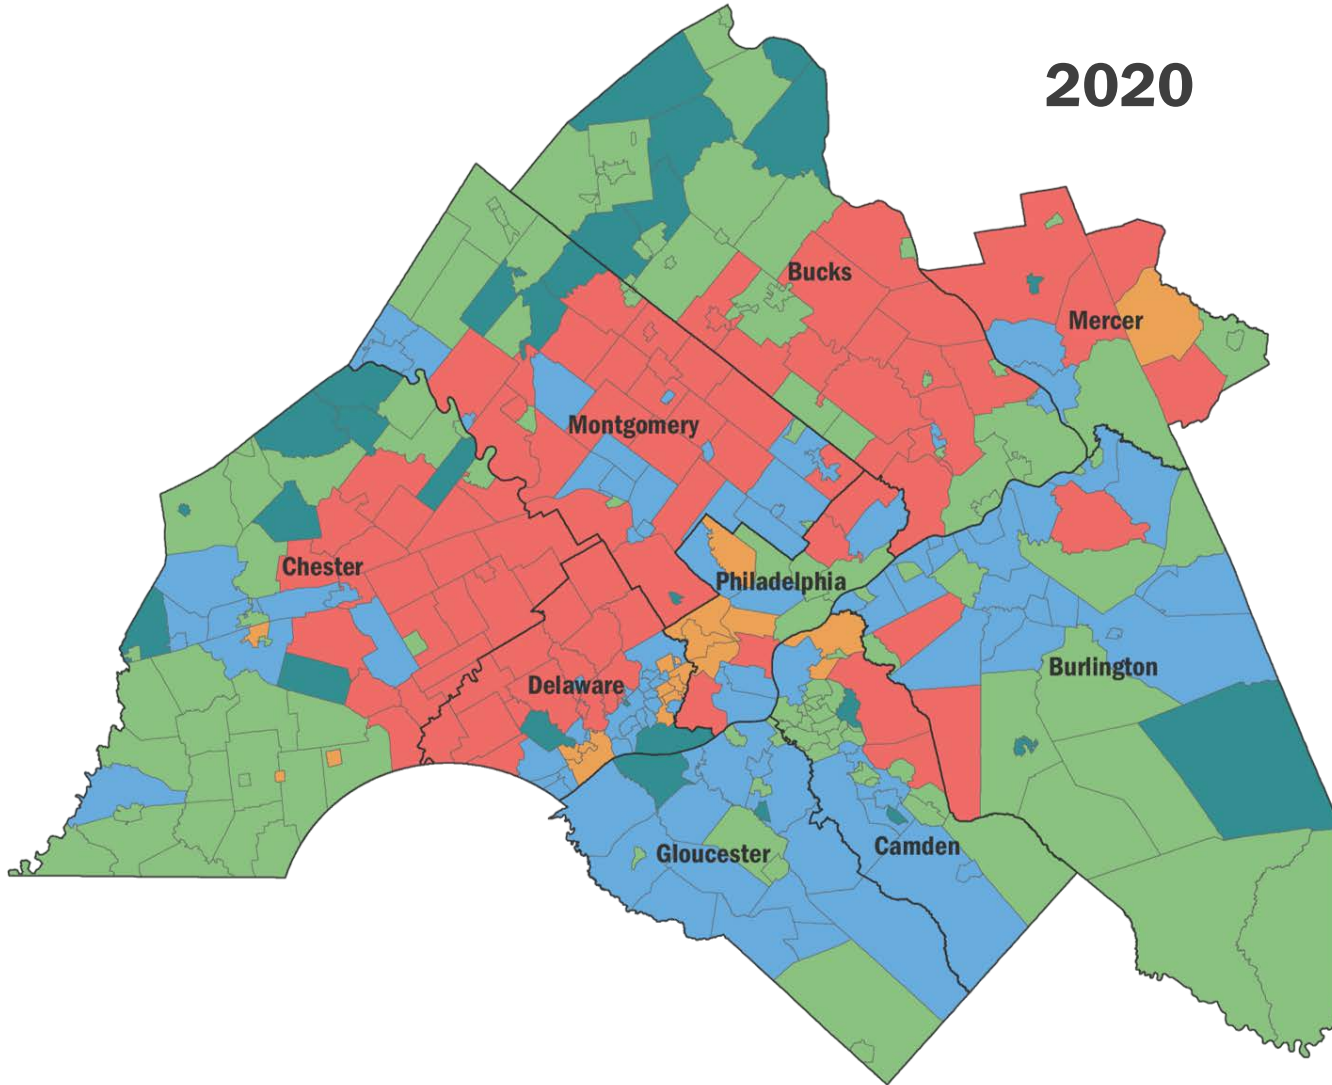 2020
Bucks
Mercer
Montgomery
Chester
Philadelphia
Delaware
Burlington
Gloucester
Camden